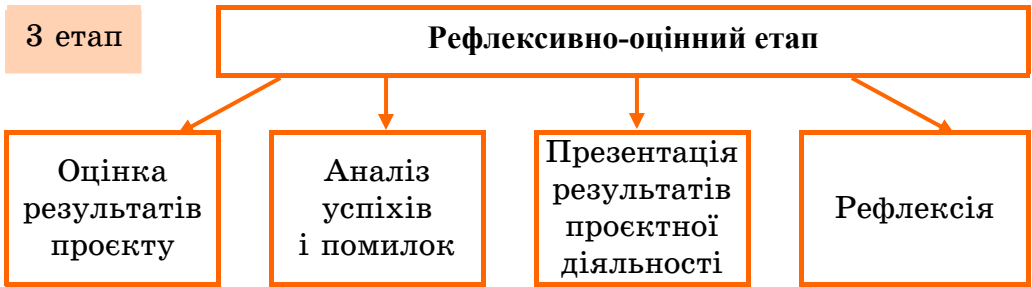 3 етап
Рефлексивно-оцінний етап
Оцінка
результатів
проєкту
Аналіз
успіхів
і помилок
Презентація
результатів
проєктної
діяльності
Рефлексія